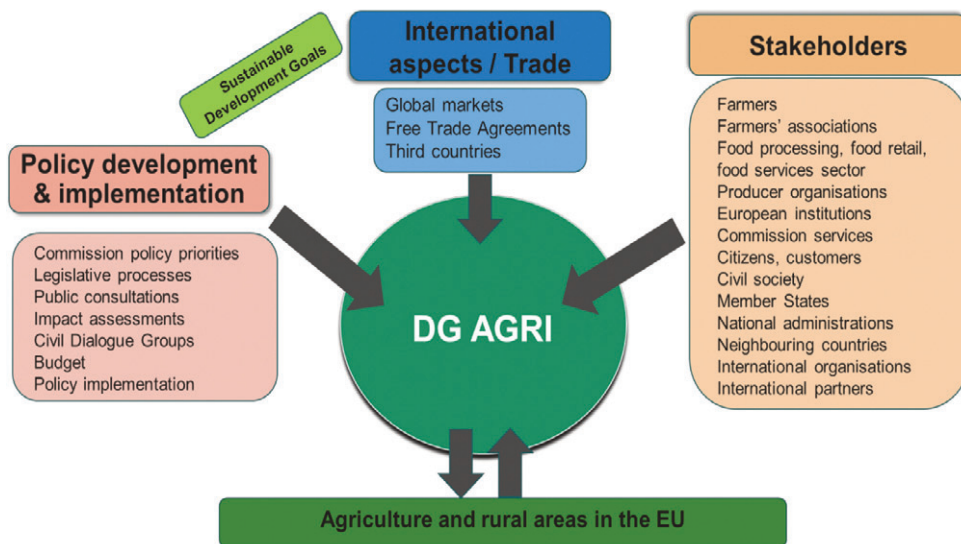 Sustainable
Development Goals
International
aspects / Trade
Global markets
Free Trade Agreements
Third countries
Stakeholders
Farmers
Farmers' associations
Food processing, food retail,
food services sector
Producer organisations
European institutions
Commission services
Citizens, customers
Civil society
Member States
National administrations
Neighbouring countries
International organisations
International partners
Policy development
& implementation
Commission policy priorities
Legislative processes
Public consultations
Impact assessments
Civil Dialogue Groups
Budget
Policy implementation
DG AGRI
Agriculture and rural areas in the EU